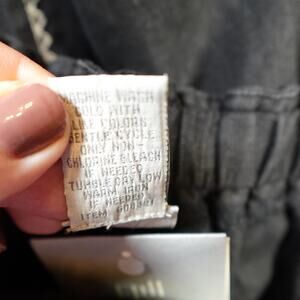 MACHINE WASH
COLD WITH
LIKE COLORS
GENTLE CYCLE
ONLY NON-
CHLORINE BLEACH
IF NEEDED
TUMBLE DRY LOW
WARM IRON
IF NEEDED
ITEM